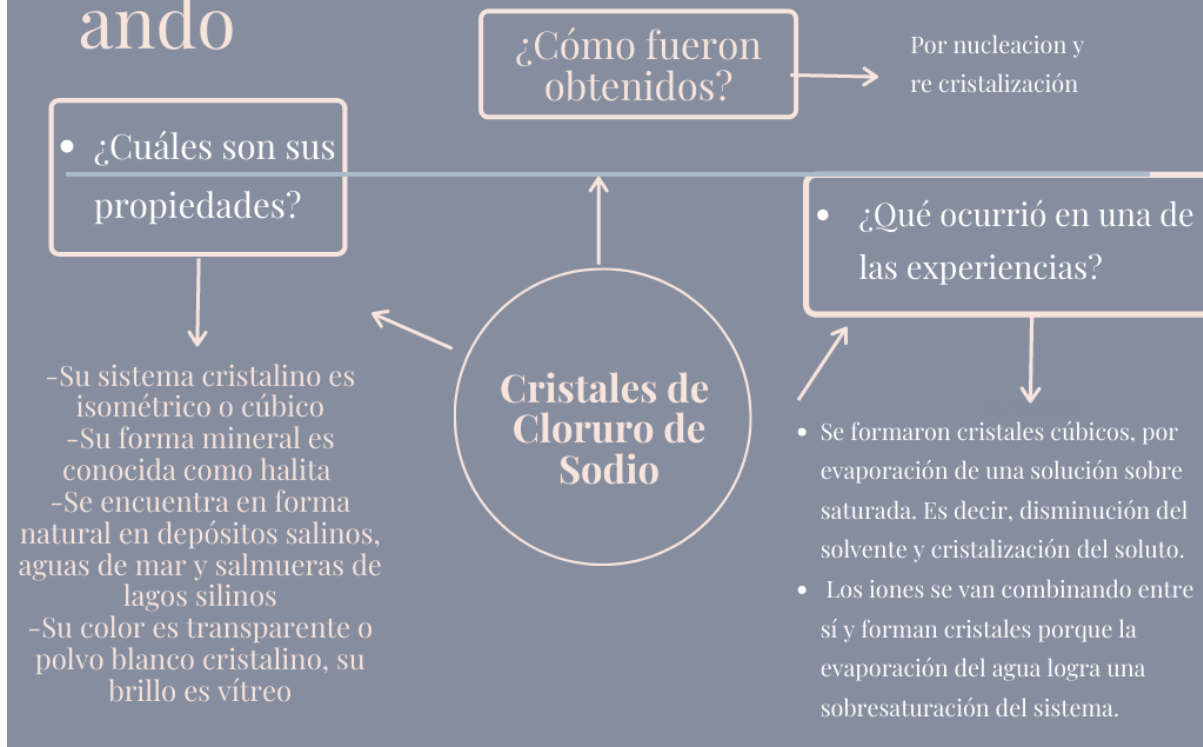 ando
¿Cómo fueron
obtenidos?
Por nucleacion y
re cristalización
• ¿Cuáles son sus
propiedades?
• ¿Qué ocurrió en una de
las experiencias?
Cristales de
Cloruro de
Sodio
-Su sistema cristalino es
isométrico o cúbico
-Su forma mineral es
conocida como halita
-Se encuentra en forma
natural en depósitos salinos,
aguas de mar y salmueras de
lagos silinos
-Su color es transparente o
polvo blanco cristalino, su
brillo es vítreo
• Se formaron cristales cúbicos, por
evaporación de una solución sobre
saturada. Es decir, disminución del
solvente y cristalización del soluto.
• Los iones se van combinando entre
sí y forman cristales porque la
evaporación del agua logra una
sobresaturación del sistema.